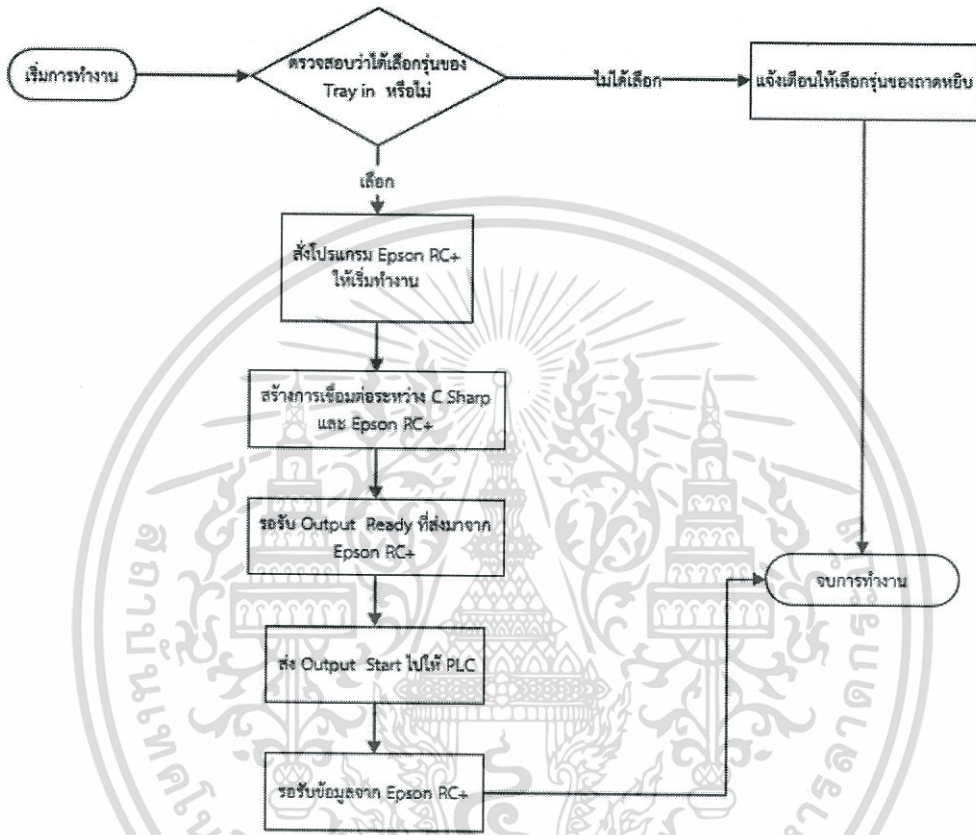 เริ่มการทำงาน
ตรวจสอบว่าได้เลือกรุ่นของ
Tray in หรือไม่
ไม่ได้เลือก
แจ้งเตือนให้เลือกรุ่นของถาดหยิบ
เลือก
สั่งโปรแกรม Epson RC+
ให้เริ่มทำงาน
สร้างการเชื่อมต่อระหว่าง C Sharp
และ Epson RC+
รอรับ Output Ready ที่ส่งมาจาก
Epson RC+
จบการทำงาน
ส่ง Output Start ไปให้ PLC
รอรับข้อมูลจาก Epson RC+